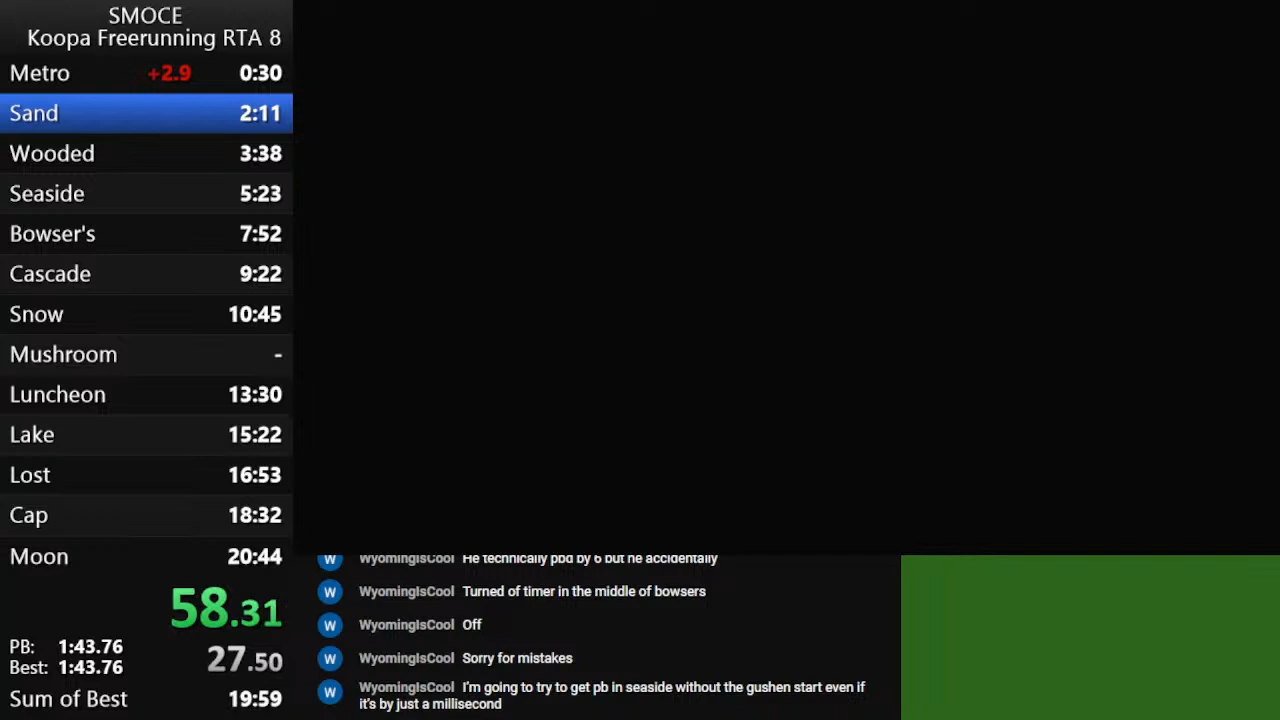 SMOCE
Koopa Freerunning RTA 8
Metro +2.9 0:30
Sand 2:11
Wooded 3:38
Seaside 5:23
Bowser's 7:52
Cascade 9:22
Snow 10:45
Mushroom -
Luncheon 13:30
Lake 15:22
Lost 16:53
Cap 18:32
Moon 20:44
58.31
PB: 1:43.76
Best: 1:43.76
27.50
Sum of Best 19:59
W WyomingIsCool He technically pbd by 6 but he accidentally
W WyomingIsCool Turned of timer in the middle of bowsers
W WyomingIsCool Off
W WyomingIsCool Sorry for mistakes
W WyomingIsCool I'm going to try to get pb in seaside without the gushen start even if
it's by just a millisecond